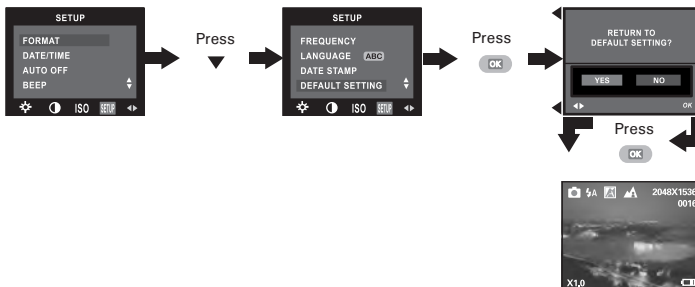 SETUP
FORMAT
DATE/TIME
AUTO OFF
BEEP
ISO SETUP
Press
SETUP
FREQUENCY
LANGUAGE ABC
DATE STAMP
DEFAULT SETTING
ISO SETUP
Press
OK
RETURN TO
DEFAULT SETTING?
YES NO
OK
Press
OK
A 2048X1536
0016
X1.0